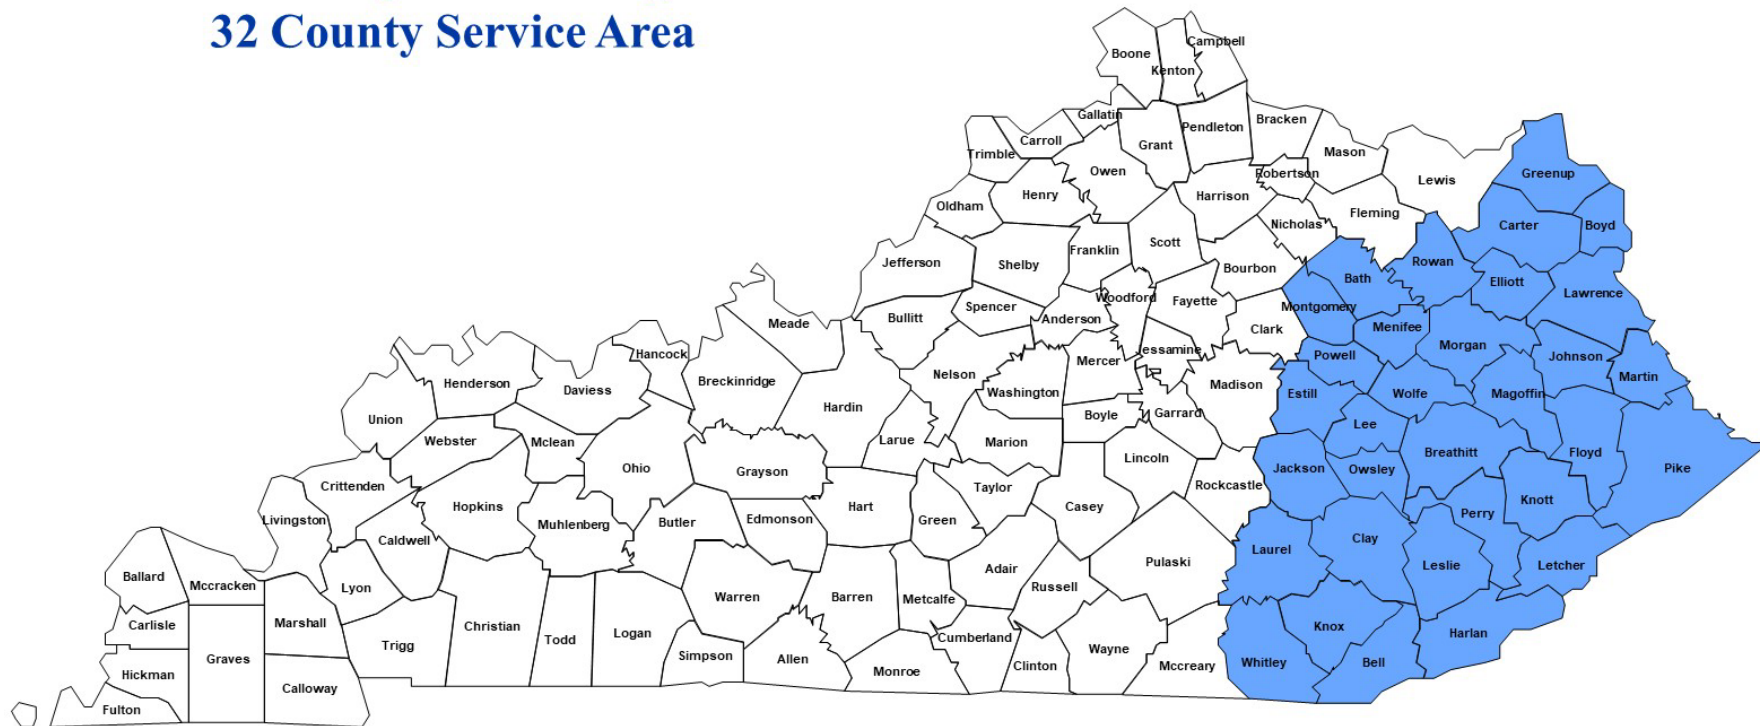 32 County Service Area
Boone
Kenton
Campbell
Gallatin
Carroll
Trimble
Grant
Pendleton
Bracken
Mason
Lewis
Greenup
Robertson
Owen
Henry
Oldham
Harrison
Fleming
Nicholas
Carter
Boyd
Jefferson
Shelby
Franklin
Scott
Bourbon
Bath
Rowan
Elliott
Lawrence
Meade
Bullitt
Spencer
Anderson
Woodford
Fayette
Clark
Montgomery
Menifee
Morgan
Johnson
Martin
Hancock
Henderson
Daviess
Breckinridge
Nelson
Washington
Mercer
essamine
Madison
Powell
Estill
Wolfe
Magoffin
Union
Webster
Mclean
Hardin
Larue
Marion
Boyle
Garrard
Lee
Ohio
Grayson
Taylor
Lincoln
Rockcastle
Jackson
Owsley
Breathitt
Floyd
Pike
Crittenden
Livingston
Hopkins
Muhlenberg
Butler
Edmonson
Hart
Green
Casey
Perry
Knott
Caldwell
Laurel
Clay
Leslie
Letcher
Ballard
Mccracken
Lyon
Warren
Barren
Metcalfe
Adair
Russell
Pulaski
Carlisle
Marshall
Trigg
Christian
Todd
Logan
Simpson
Allen
Monroe
Cumberland
Clinton
Wayne
Mccreary
Whitley
Knox
Bell
Harlan
Hickman
Graves
Calloway
Fulton